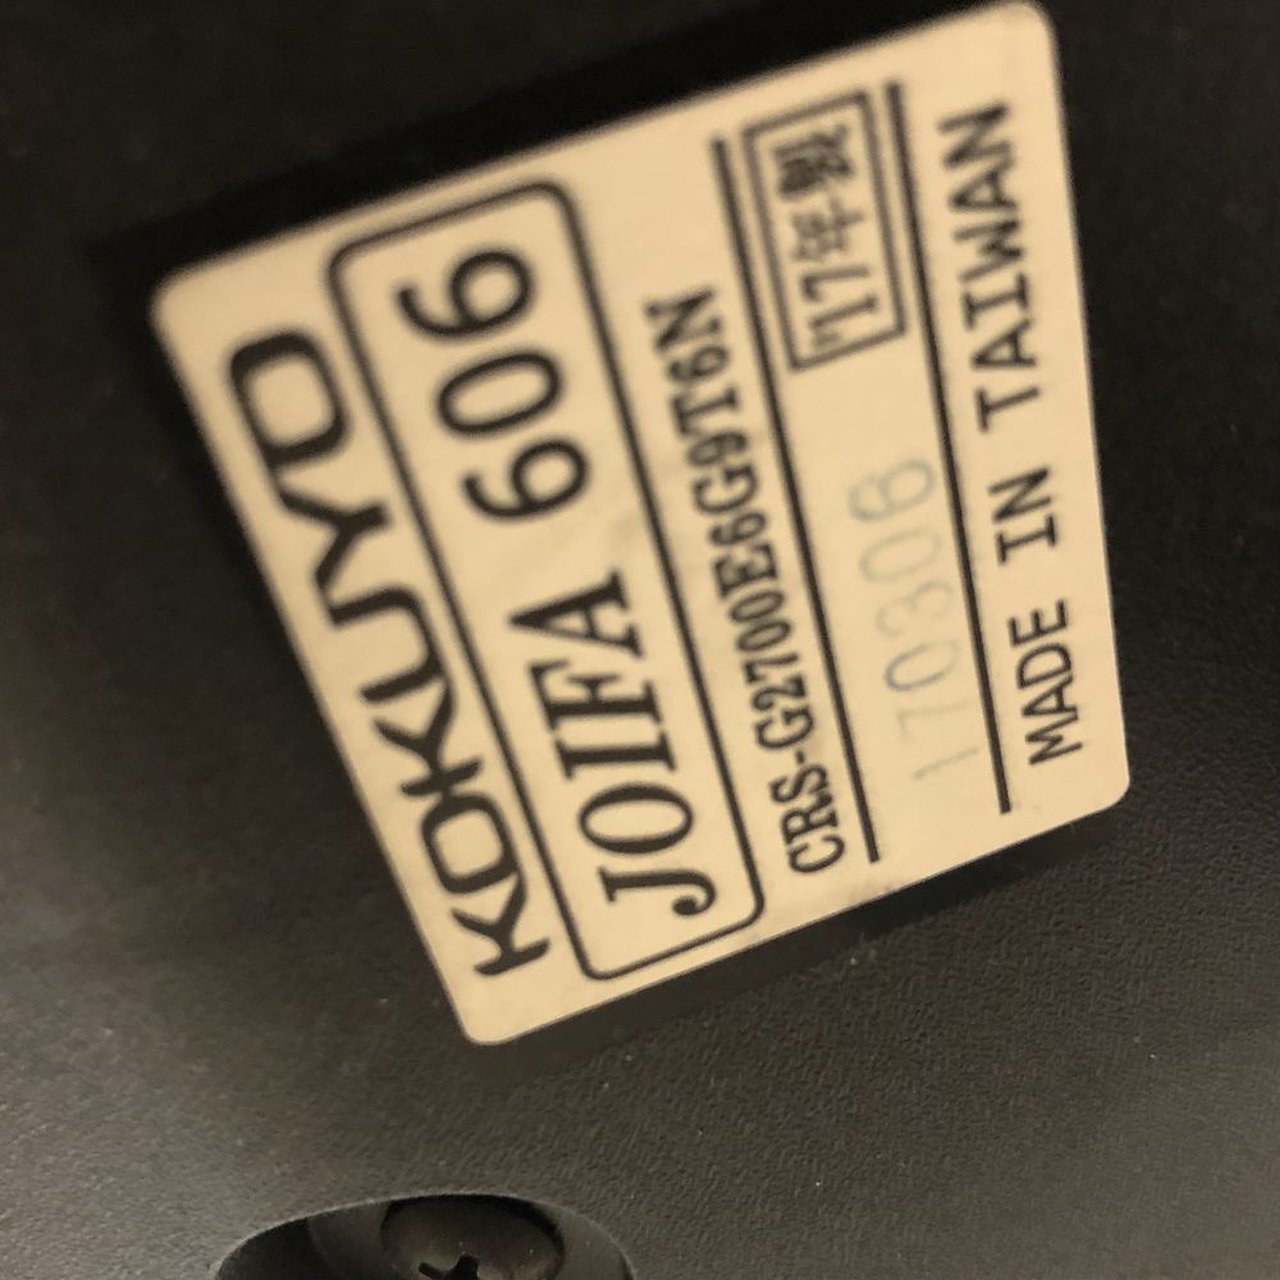 KOKUYO
JOIFA 606
CRS-G2700E6G9T6N
'17年製
170306
MADE IN TAIWAN